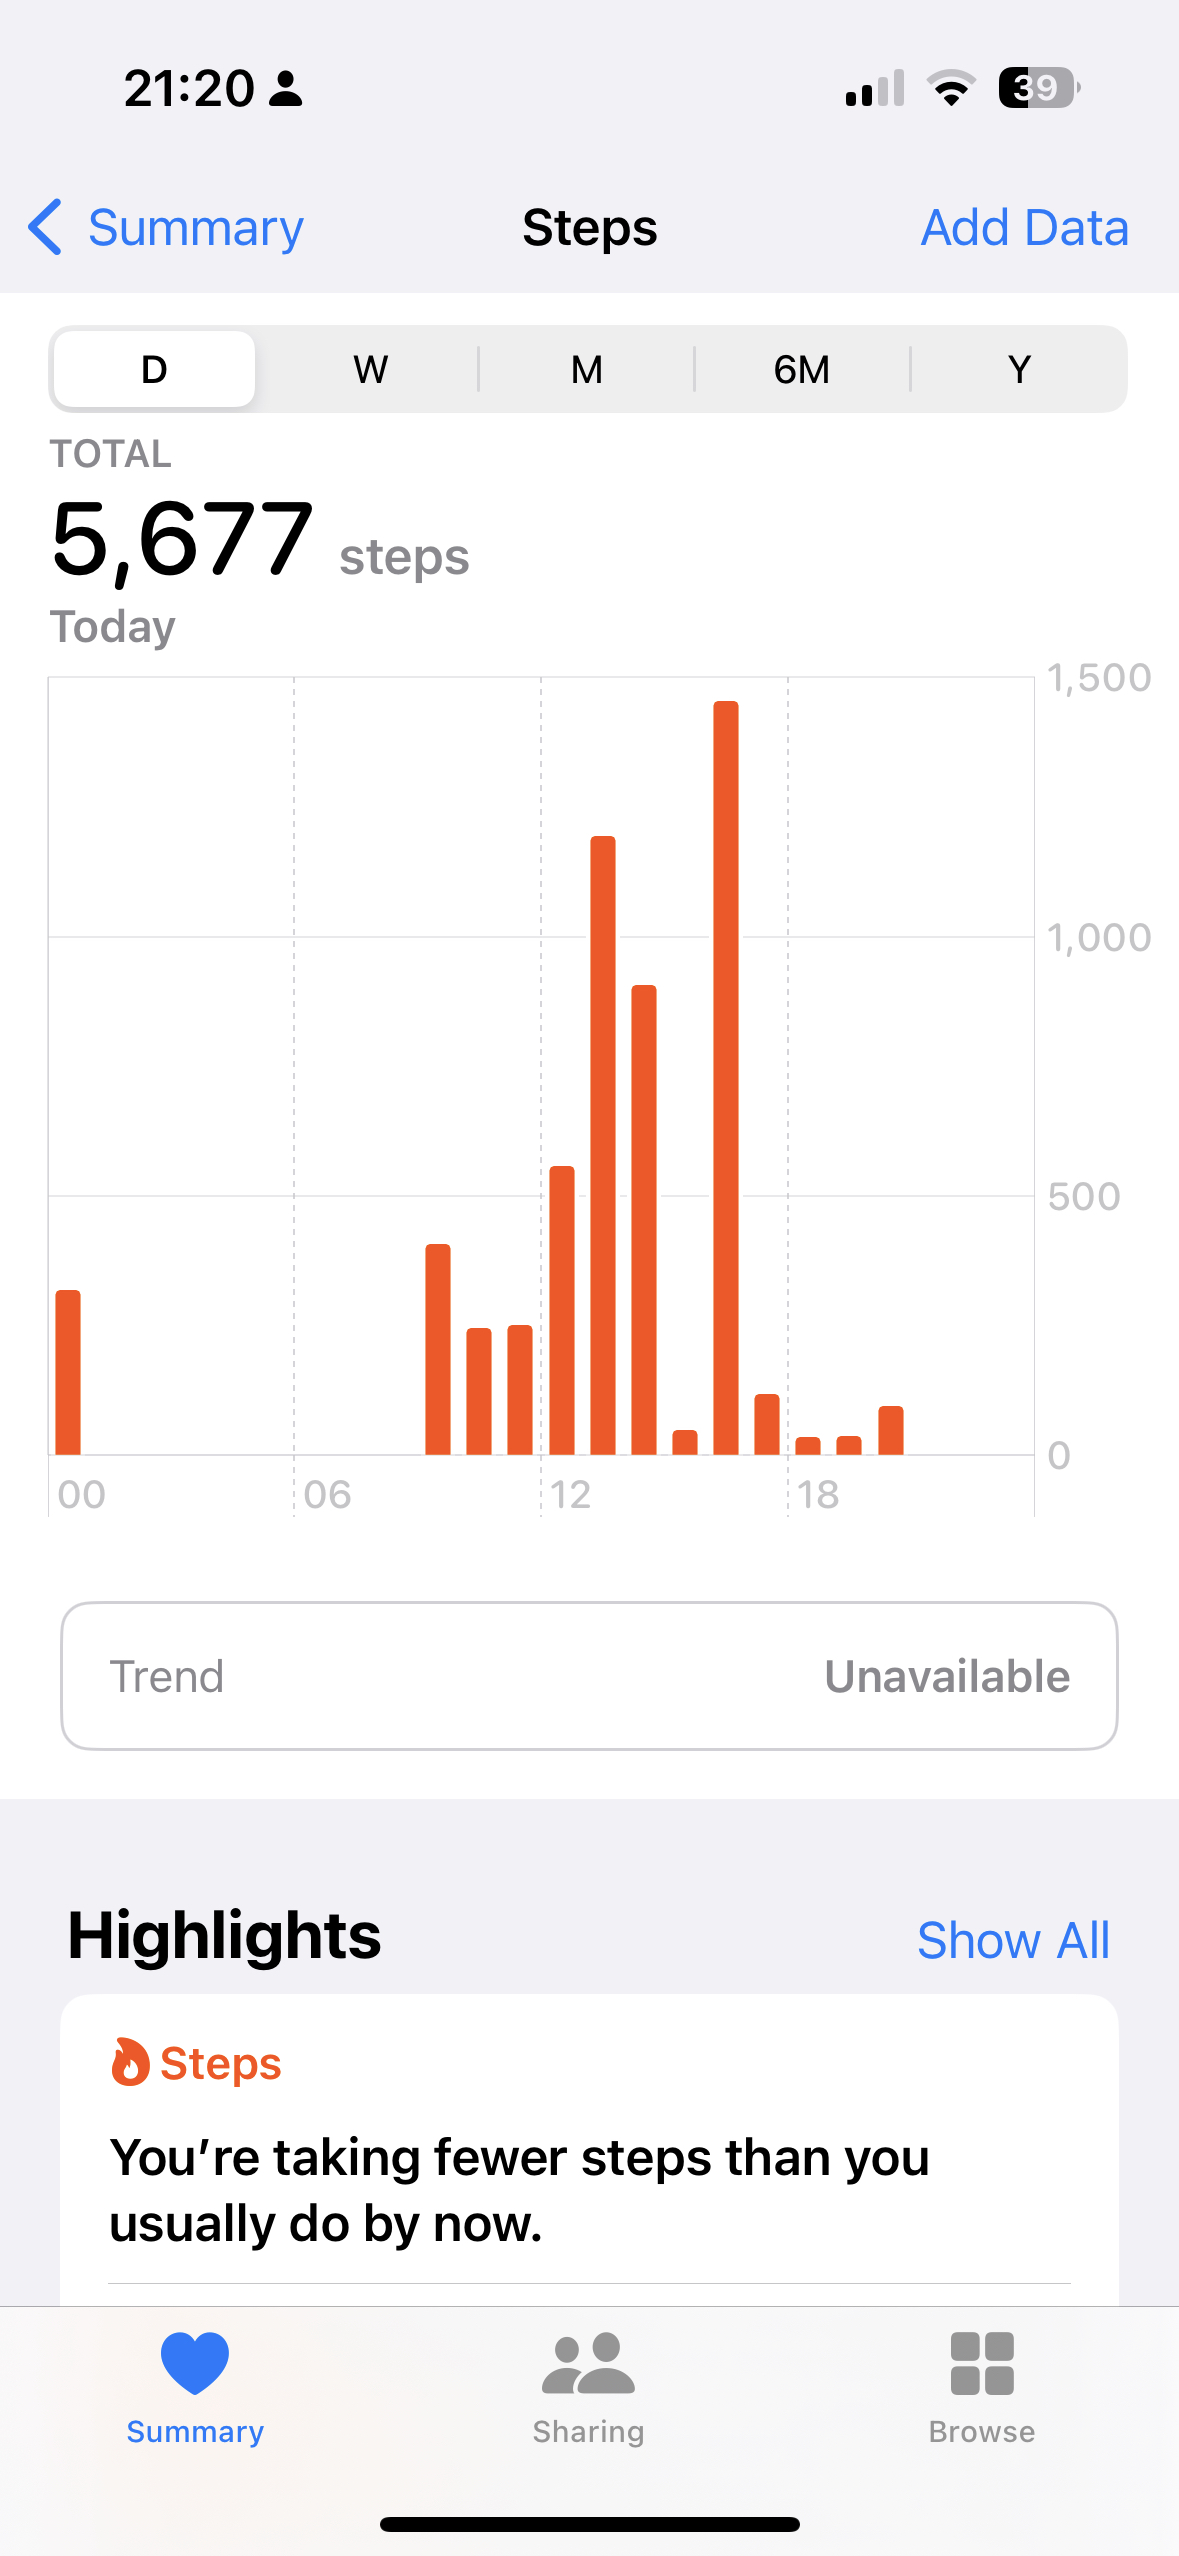 21:20
39
Summary
Steps
Add Data
D
W
M
6M
Y
TOTAL
5,677 steps
Today
1,500
1,000
500
0
00
06
12
18
Trend
Unavailable
Highlights
Show All
Steps
You’re taking fewer steps than you
usually do by now.
Summary
Sharing
Browse